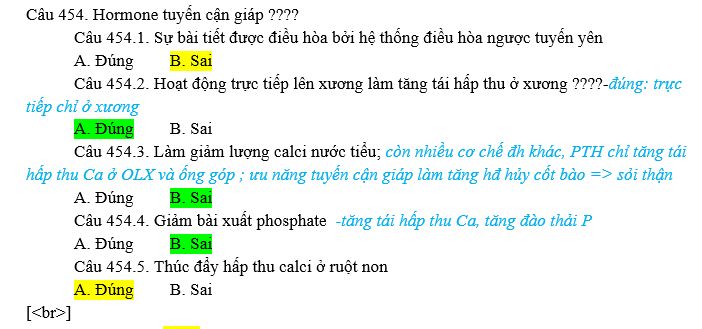 Câu 454. Hormone tuyến cận giáp ????
Câu 454.1. Sự bài tiết được điều hòa bởi hệ thống điều hòa ngược tuyến yên
A. Đúng B. Sai
Câu 454.2. Hoạt động trực tiếp lên xương làm tăng tái hấp thu ở xương ????-đúng: trực
tiếp chỉ ở xương
A. Đúng B. Sai
Câu 454.3. Làm giảm lượng calci nước tiểu; còn nhiều cơ chế đh khác, PTH chỉ tăng tái
hấp thu Ca ở OLX và ống góp ; ưu năng tuyến cận giáp làm tăng hđ hủy cốt bào => sỏi thận
A. Đúng B. Sai
Câu 454.4. Giảm bài xuất phosphate -tăng tái hấp thu Ca, tăng đào thải P
A. Đúng B. Sai
Câu 454.5. Thúc đẩy hấp thu calci ở ruột non
A. Đúng B. Sai
[<br>]